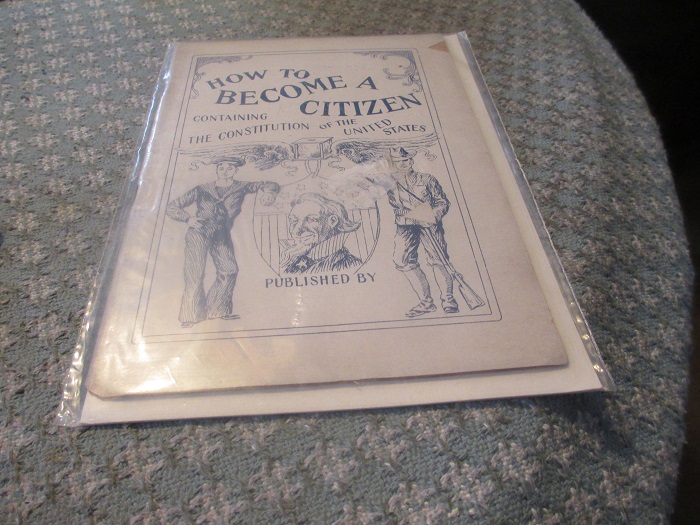 HOW TO
BECOME A
CITIZEN
CONTAINING
THE CONSTITUTION OF THE
UNITED
STATES
PUBLISHED BY